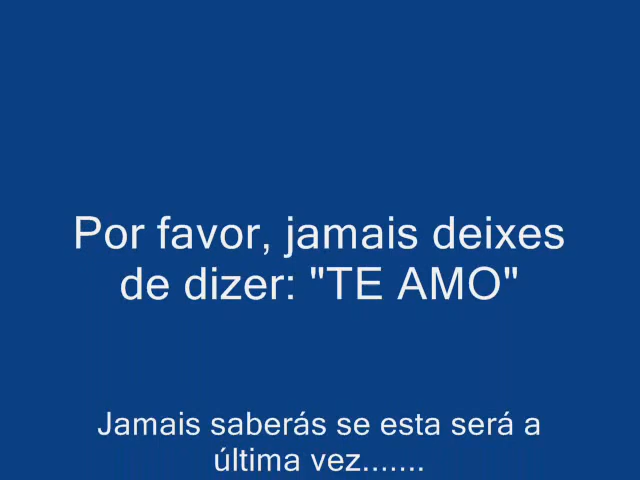 Por favor, jamais deixes
de dizer: "TE AMO"
Jamais saberás se esta será a
última vez.......